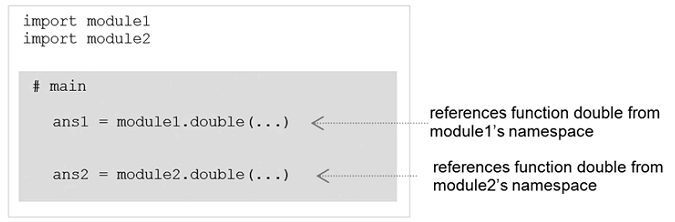 import module1
import module2
# main
ans1 = module1.double(...)
references function double from
module1's namespace
ans2 = module2.double(...)
references function double from
module2's namespace